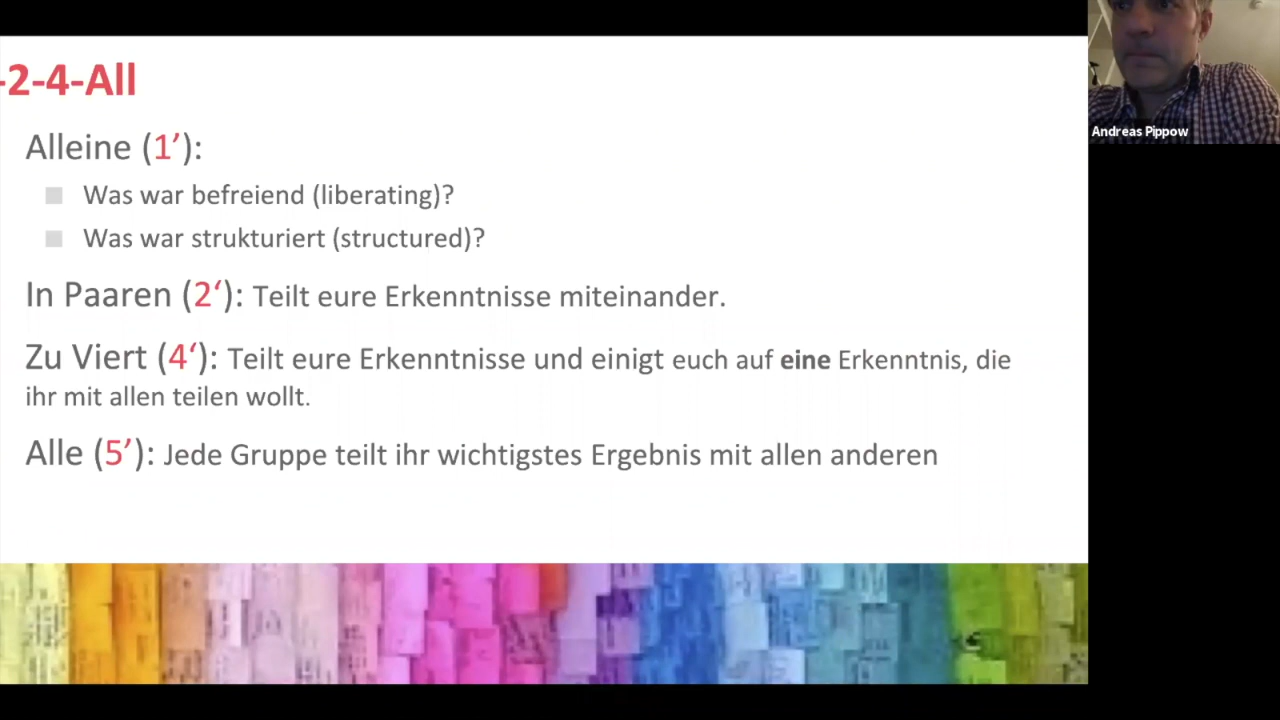 -2-4-All
Andreas Pippow
Alleine (1’):
Was war befreiend (liberating)?
Was war strukturiert (structured)?
In Paaren (2‘): Teilt eure Erkenntnisse miteinander.
Zu Viert (4‘): Teilt eure Erkenntnisse und einigt euch auf eine Erkenntnis, die
ihr mit allen teilen wollt.
Alle (5’): Jede Gruppe teilt ihr wichtigstes Ergebnis mit allen anderen